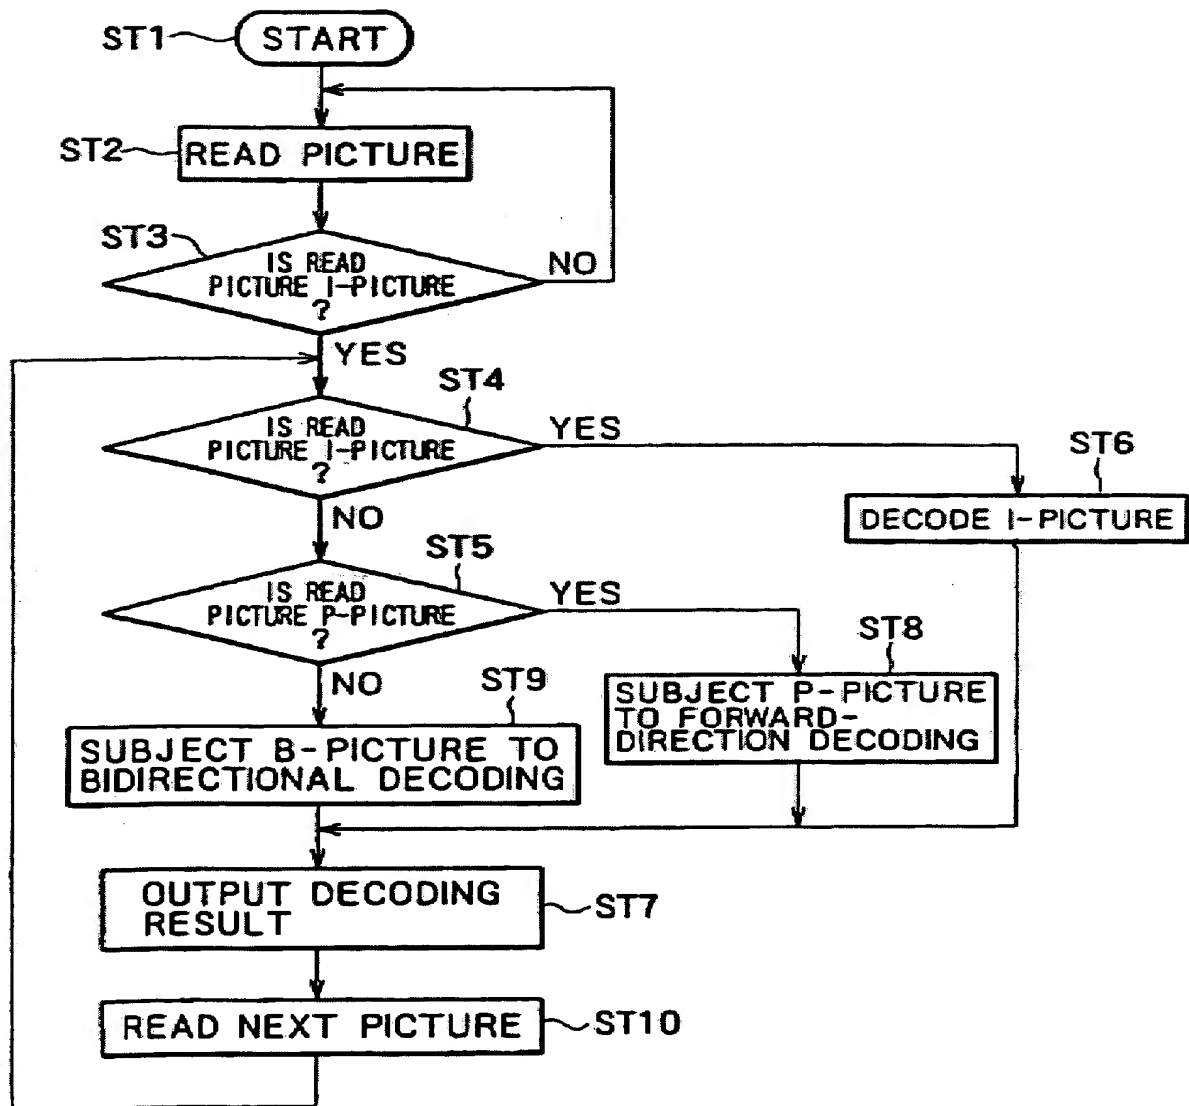 ST1
START
ST2
READ PICTURE
ST3
IS READ
PICTURE I-PICTURE
?
NO
YES
ST4
IS READ
PICTURE I-PICTURE
?
YES
ST6
DECODE I-PICTURE
NO
ST5
IS READ
PICTURE P-PICTURE
?
YES
ST8
SUBJECT P-PICTURE
TO FORWARD-
DIRECTION DECODING
NO
ST9
SUBJECT B-PICTURE TO
BIDIRECTIONAL DECODING
OUTPUT DECODING
RESULT
ST7
READ NEXT PICTURE
ST10